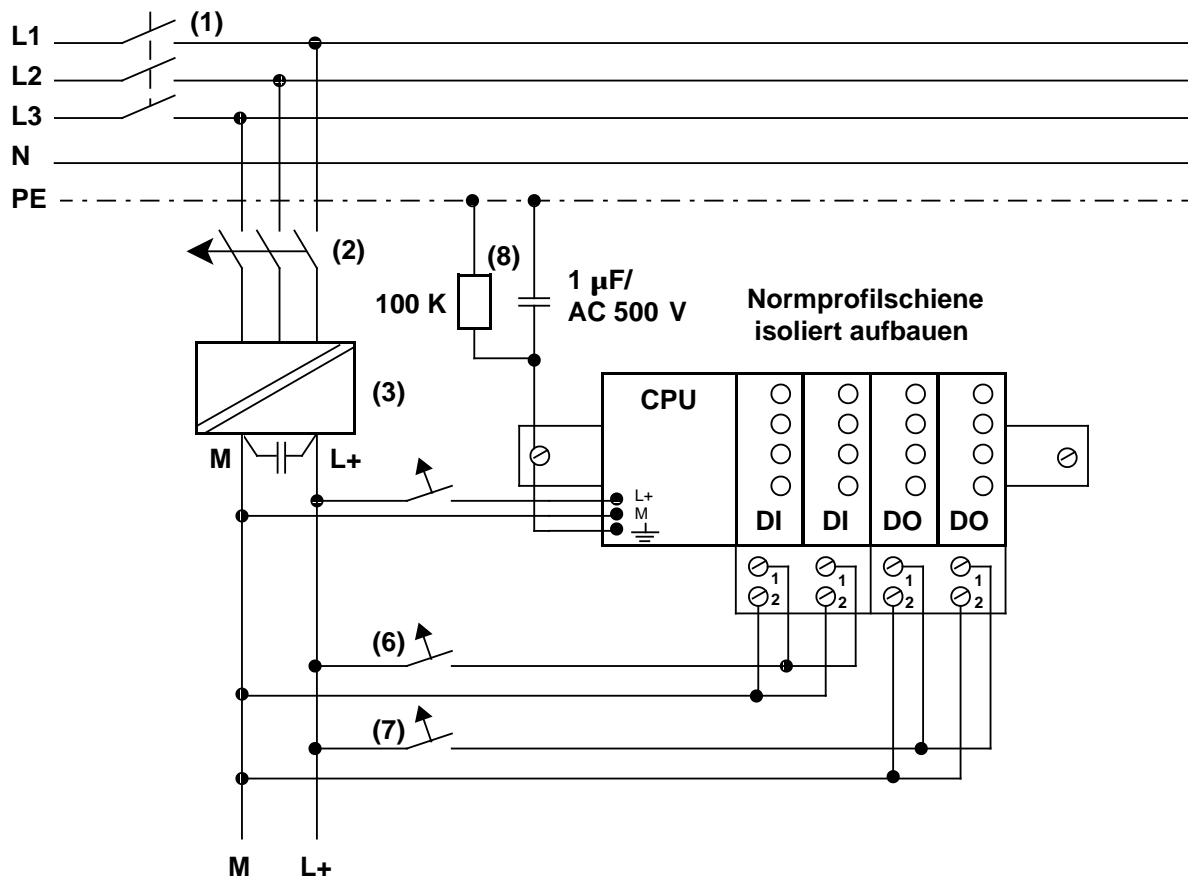 L1
(1)
L2
L3
N
PE
(2)
(8)
100 K
1 µF/
AC 500 V
Normprofilschiene
isoliert aufbauen
(3)
CPU
M
L+
L+
M
DI
DI
DO
DO
1
1
1
1
2
2
2
2
(6)
(7)
M
L+